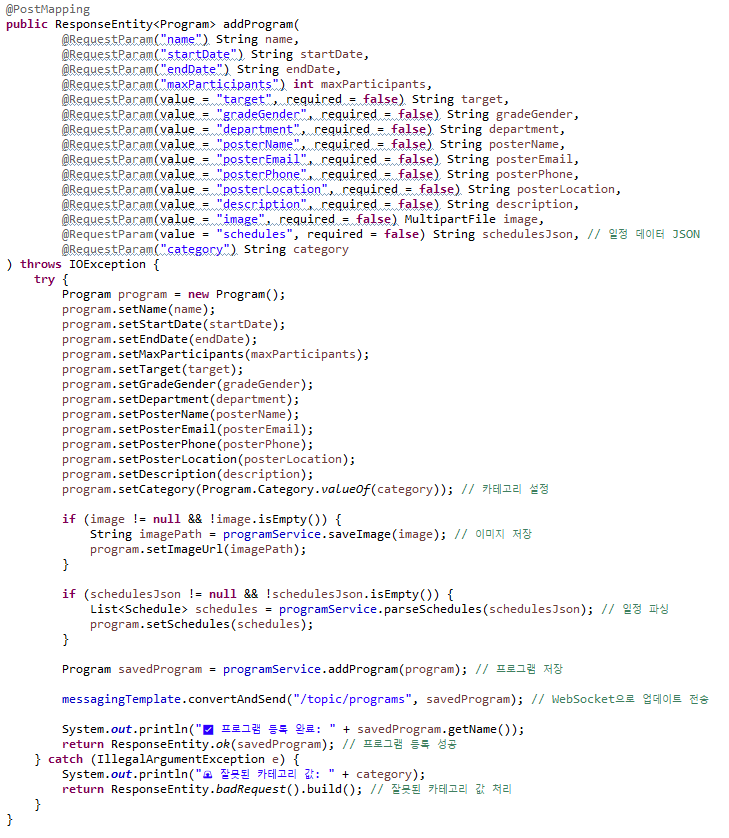 @PostMapping
public ResponseEntity<Program> addProgram(
        @RequestParam("name") String name,
        @RequestParam("startDate") String startDate,
        @RequestParam("endDate") String endDate,
        @RequestParam("maxParticipants") int maxParticipants,
        @RequestParam(value = "target", required = false) String target,
        @RequestParam(value = "gradeGender", required = false) String gradeGender,
        @RequestParam(value = "department", required = false) String department,
        @RequestParam(value = "posterName", required = false) String posterName,
        @RequestParam(value = "posterEmail", required = false) String posterEmail,
        @RequestParam(value = "posterPhone", required = false) String posterPhone,
        @RequestParam(value = "posterLocation", required = false) String posterLocation,
        @RequestParam(value = "description", required = false) String description,
        @RequestParam(value = "image", required = false) MultipartFile image,
        @RequestParam(value = "schedules", required = false) String schedulesJson, // 일정 데이터 JSON
        @RequestParam("category") String category
) throws IOException {
    try {
        Program program = new Program();
        program.setName(name);
        program.setStartDate(startDate);
        program.setEndDate(endDate);
        program.setMaxParticipants(maxParticipants);
        program.setTarget(target);
        program.setGradeGender(gradeGender);
        program.setDepartment(department);
        program.setPosterName(posterName);
        program.setPosterEmail(posterEmail);
        program.setPosterPhone(posterPhone);
        program.setPosterLocation(posterLocation);
        program.setDescription(description);
        program.setCategory(Program.Category.valueOf(category)); // 카테고리 설정

        if (image != null && !image.isEmpty()) {
            String imagePath = programService.saveImage(image); // 이미지 저장
            program.setImageUrl(imagePath);
        }

        if (schedulesJson != null && !schedulesJson.isEmpty()) {
            List<Schedule> schedules = programService.parseSchedules(schedulesJson); // 일정 파싱
            program.setSchedules(schedules);
        }

        Program savedProgram = programService.addProgram(program); // 프로그램 저장

        messagingTemplate.convertAndSend("/topic/programs", savedProgram); // WebSocket으로 업데이트 전송

        System.out.println("✅ 프로그램 등록 완료: " + savedProgram.getName());
        return ResponseEntity.ok(savedProgram); // 프로그램 등록 성공
    } catch (IllegalArgumentException e) {
        System.out.println("🚨 잘못된 카테고리 값: " + category);
        return ResponseEntity.badRequest().build(); // 잘못된 카테고리 값 처리
    }
}